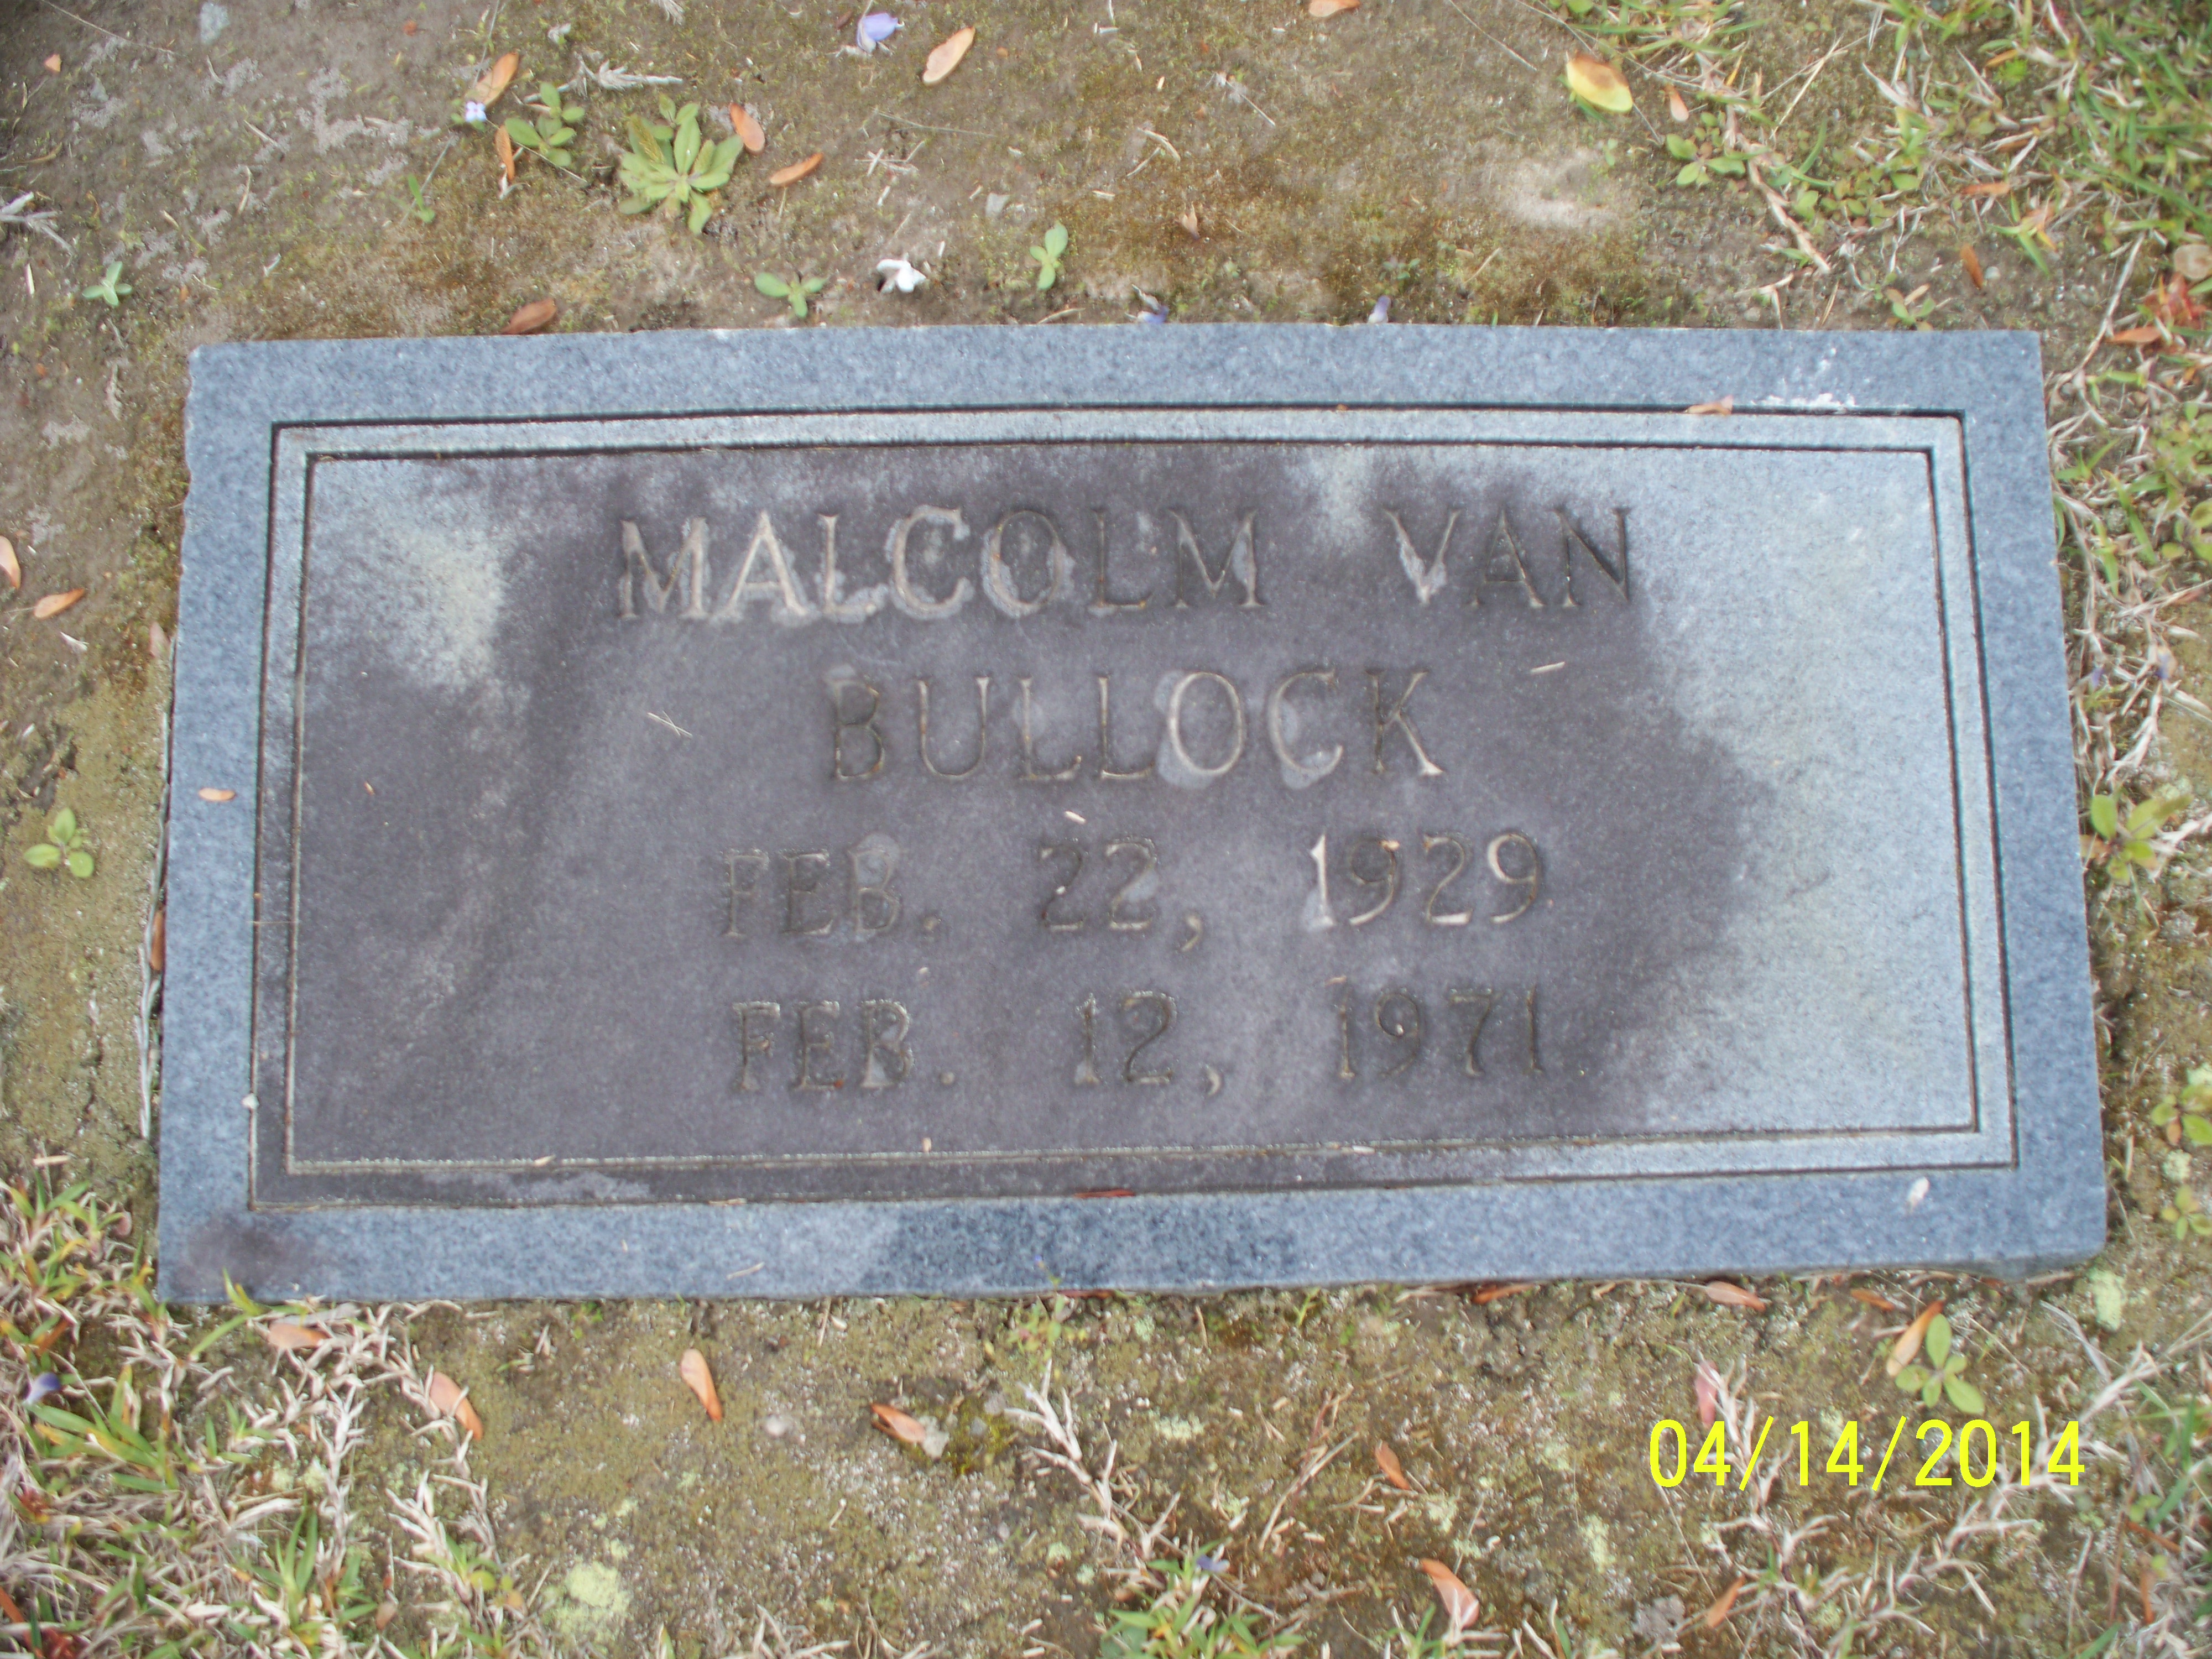 MALCOLM VAN
BULLOCK
FEB. 22, 1929
FEB. 12, 1971
04/14/2014